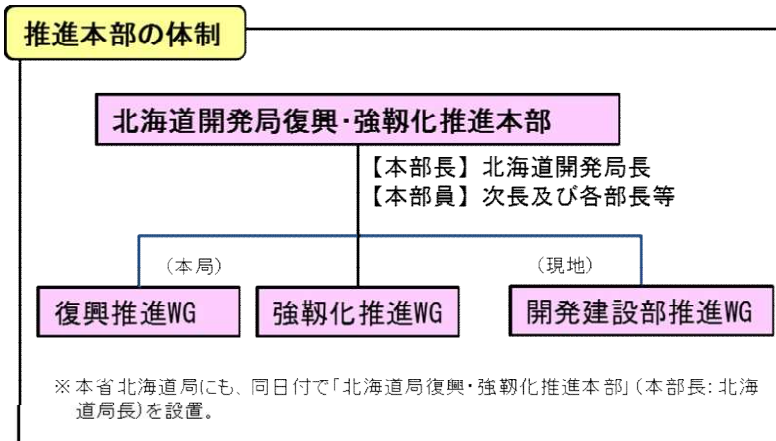 推進本部の体制
北海道開発局復興・強靱化推進本部
【本部長】北海道開発局長
【本部員】次長及び各部長等
（本局）
（現地）
復興推進WG
強靱化推進WG
開発建設部推進WG
※本省北海道局にも、同日付で「北海道局復興・強靱化推進本部」（本部長：北海
道局長）を設置。